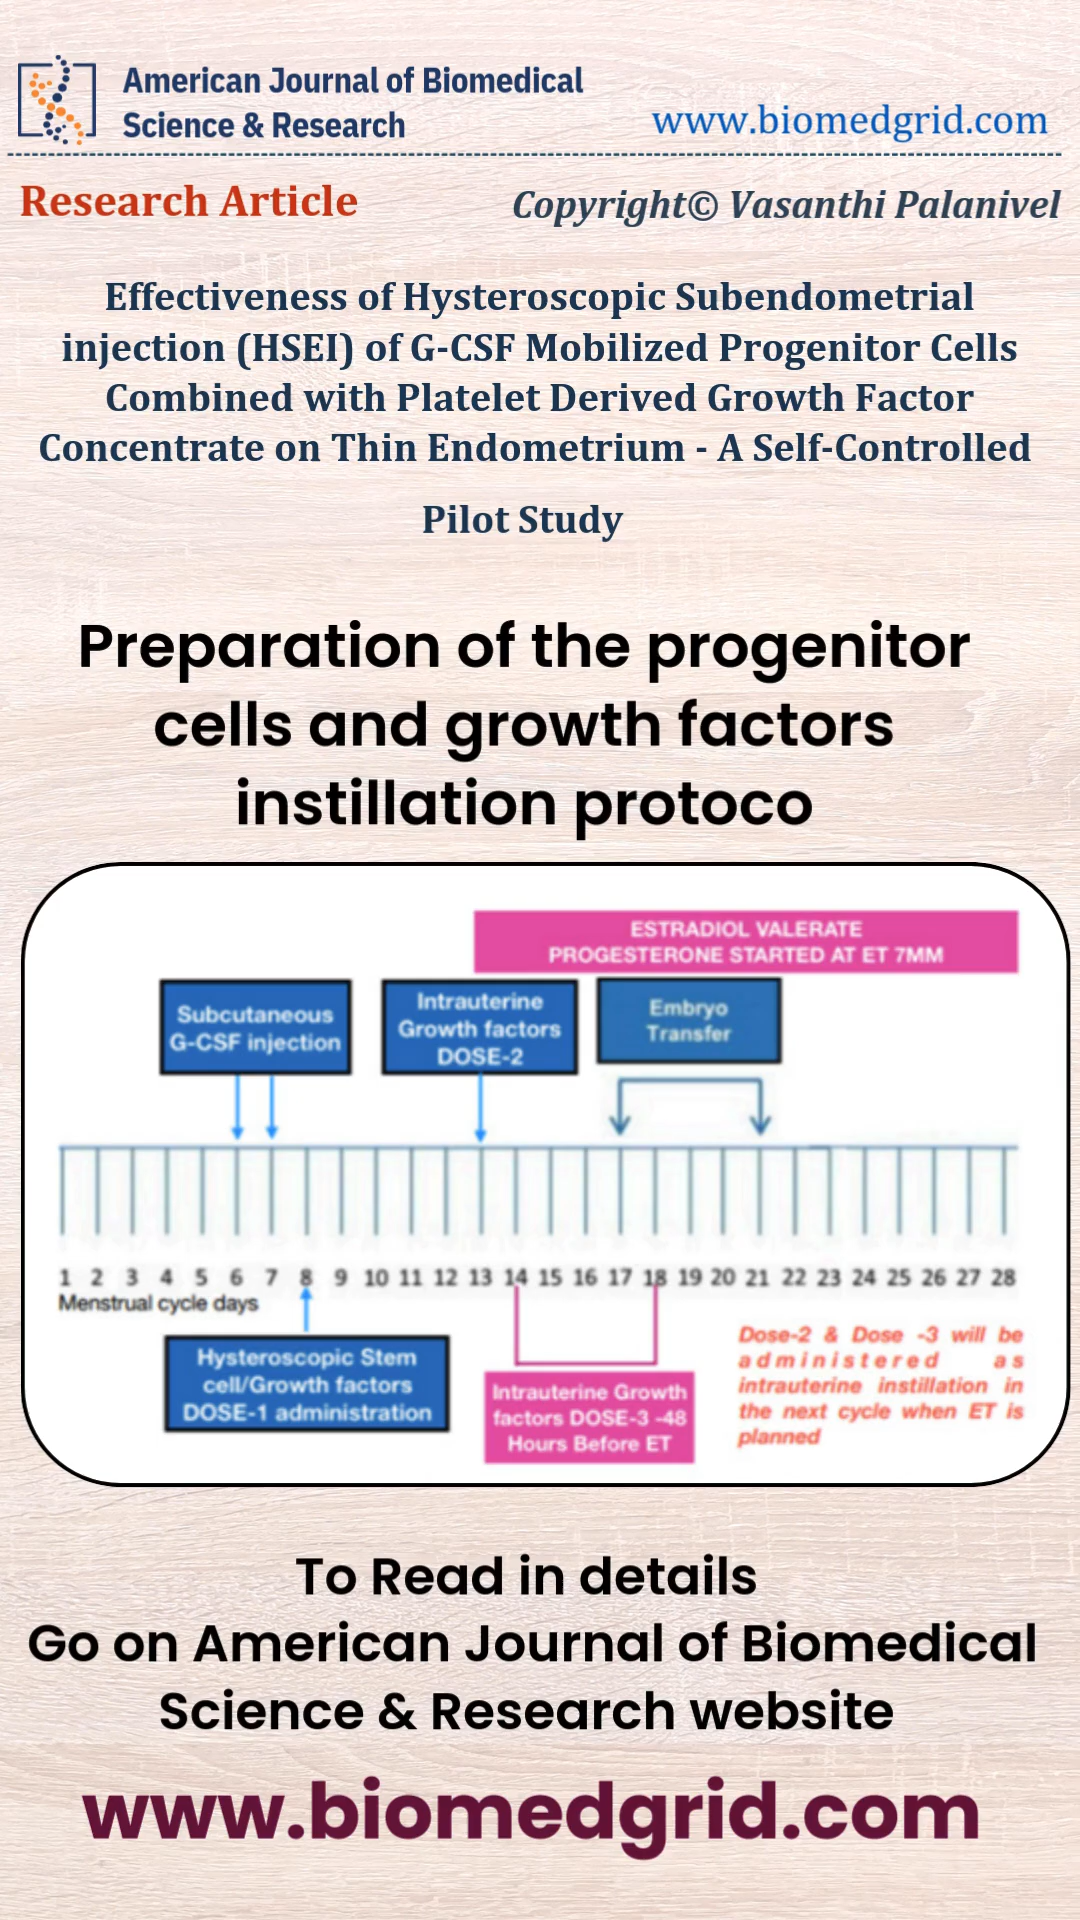 American Journal of Biomedical
Science & Research
www.biomedgrid.com
Research Article
Copyright© Vasanthi Palanivel
Effectiveness of Hysteroscopic Subendometrial
injection (HSEI) of G-CSF Mobilized Progenitor Cells
Combined with Platelet Derived Growth Factor
Concentrate on Thin Endometrium - A Self-Controlled
Pilot Study
Preparation of the progenitor
cells and growth factors
instillation protoco
ESTRADIOL VALERATE
PROGESTERONE STARTED AT ET 7MM
Subcutaneous
G-CSF injection
Intrauterine
Growth factors
DOSE-2
Embryo
Transfer
1 2 3 4 5 6 7 8 9 10 11 12 13 14 15 16 17 18 19 20 21 22 23 24 25 26 27 28
Menstrual cycle days
Hysteroscopic Stem
cell/Growth factors
DOSE-1 administration
Intrauterine Growth
factors DOSE-3 -48
Hours Before ET
Dose-2 & Dose -3 will be
administered as
intrauterine instillation in
the next cycle when ET is
planned
To Read in details
Go on American Journal of Biomedical
Science & Research website
www.biomedgrid.com